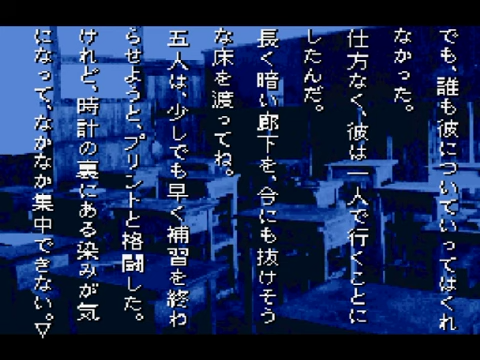 でも、誰も彼についていってはくれ
なかった。
仕方なく、彼は一人で行くことに
したんだ。
長く暗い廊下を、今にも抜けそう
な床を渡ってね。
五人は、少しでも早く補習を終わ
らせようと、プリントと格闘した。
けれど、時計の裏にある染みが気
になって、なかなか集中できない。▽